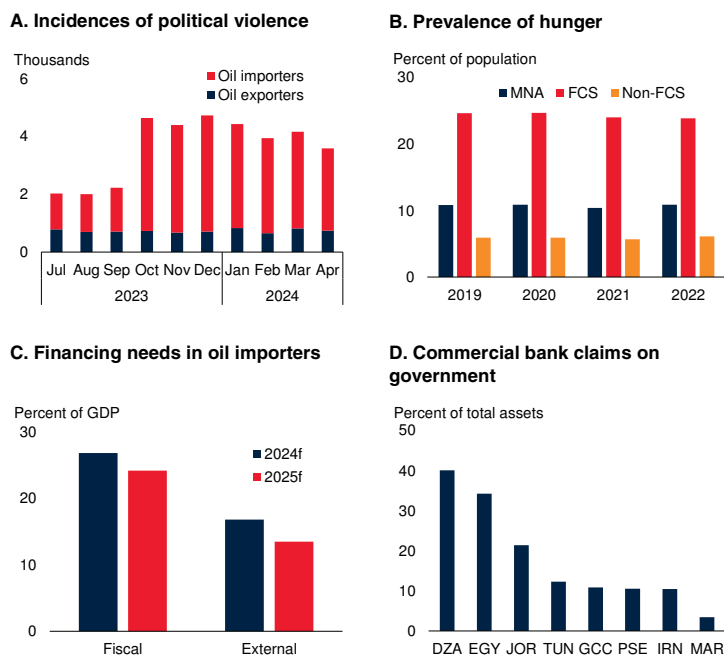 A. Incidences of political violence
Thousands
6
4
2
0
Oil importers
Oil exporters
Jul Aug Sep Oct Nov Dec Jan Feb Mar Apr
2023 2024
B. Prevalence of hunger
Percent of population
30
20
10
0
MNA FCS Non-FCS
2019 2020 2021 2022
C. Financing needs in oil importers
Percent of GDP
30
20
10
0
2024f
2025f
Fiscal External
D. Commercial bank claims on
government
Percent of total assets
50
40
30
20
10
0
DZA EGY JOR TUN GCC PSE IRN MAR